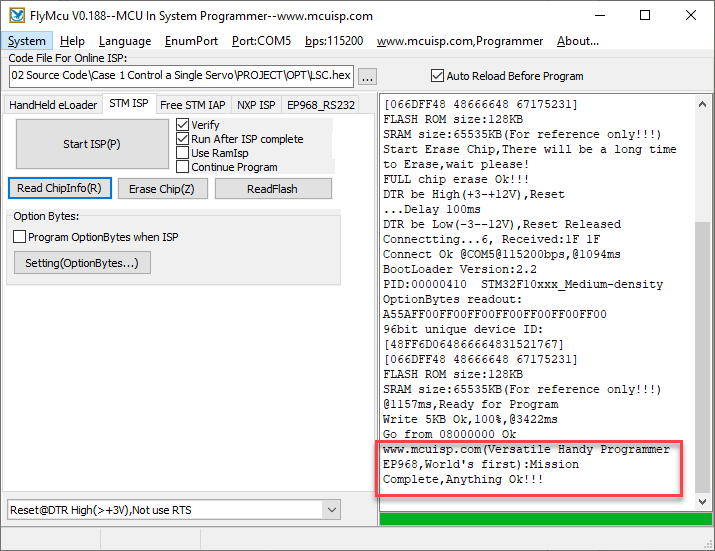 FlyMcu V0.188--MCU In System Programmer--www.mcuisp.com
System Help Language EnumPort Port:COM5 bps:115200 www.mcuisp.com,Programmer About...
Code File For Online ISP:
02 Source Code\Case 1 Control a Single Servo\PROJECT\OPT\LSC.hex ... Auto Reload Before Program
HandHeld eLoader STM ISP Free STM IAP NXP ISP EP968_RS232
Start ISP(P)
Verify
Run After ISP complete
Use RamIsp
Continue Program
Read ChipInfo(R) Erase Chip(Z) ReadFlash
Option Bytes:
Program OptionBytes when ISP
Setting(OptionBytes...)
Reset@DTR High(>+3V),Not use RTS
[066DFF48 48666648 67175231]
FLASH ROM size:128KB
SRAM size:65535KB(For reference only!!!)
Start Erase Chip,There will be a long time
to Erase,wait please!
FULL chip erase Ok!!!
DTR be High(+3-+12V),Reset
...Delay 100ms
DTR be Low(-3--12V),Reset Released
Connectting...6, Received:1F 1F
Connect Ok @COM5@115200bps,@1094ms
BootLoader Version:2.2
PID:00000410 STM32F10xxx_Medium-density
OptionBytes readout:
A55AFF00FF00FF00FF00FF00FF00FF00
96bit unique device ID:
[48FF6D064866664831521767]
[066DFF48 48666648 67175231]
FLASH ROM size:128KB
SRAM size:65535KB(For reference only!!!)
@1157ms,Ready for Program
Write 5KB Ok,100%,@3422ms
Go from 08000000 Ok
www.mcuisp.com(Versatile Handy Programmer
EP968,World's first):Mission
Complete,Anything Ok!!!